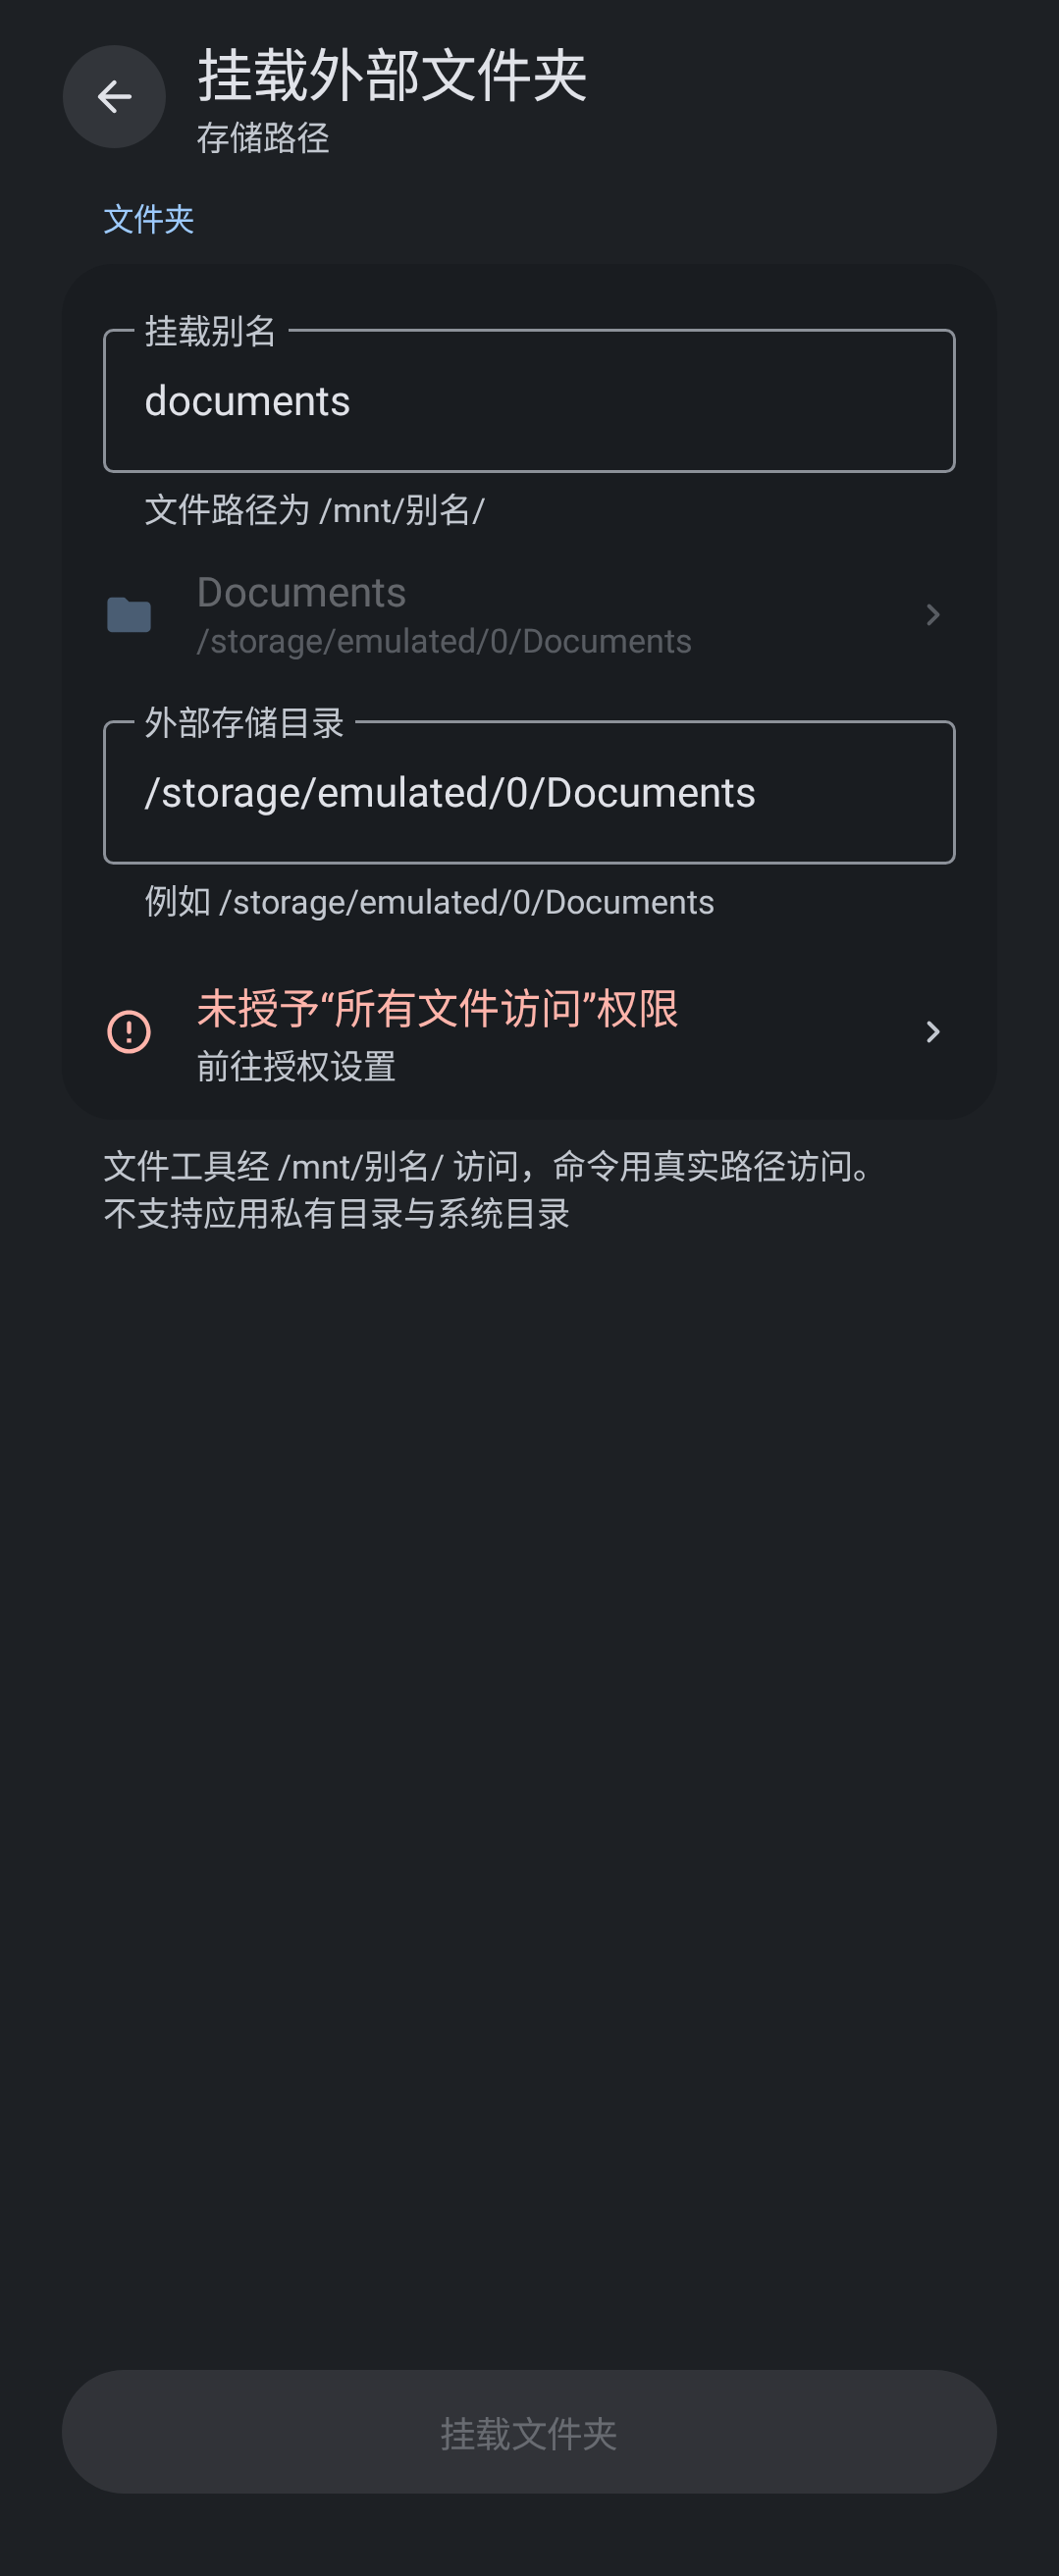 挂载外部文件夹
存储路径
文件夹
挂载别名
documents
文件路径为 /mnt/别名/
Documents
/storage/emulated/0/Documents
外部存储目录
/storage/emulated/0/Documents
例如 /storage/emulated/0/Documents
未授予“所有文件访问”权限
前往授权设置
文件工具经 /mnt/别名/ 访问，命令用真实路径访问。
不支持应用私有目录与系统目录
挂载文件夹